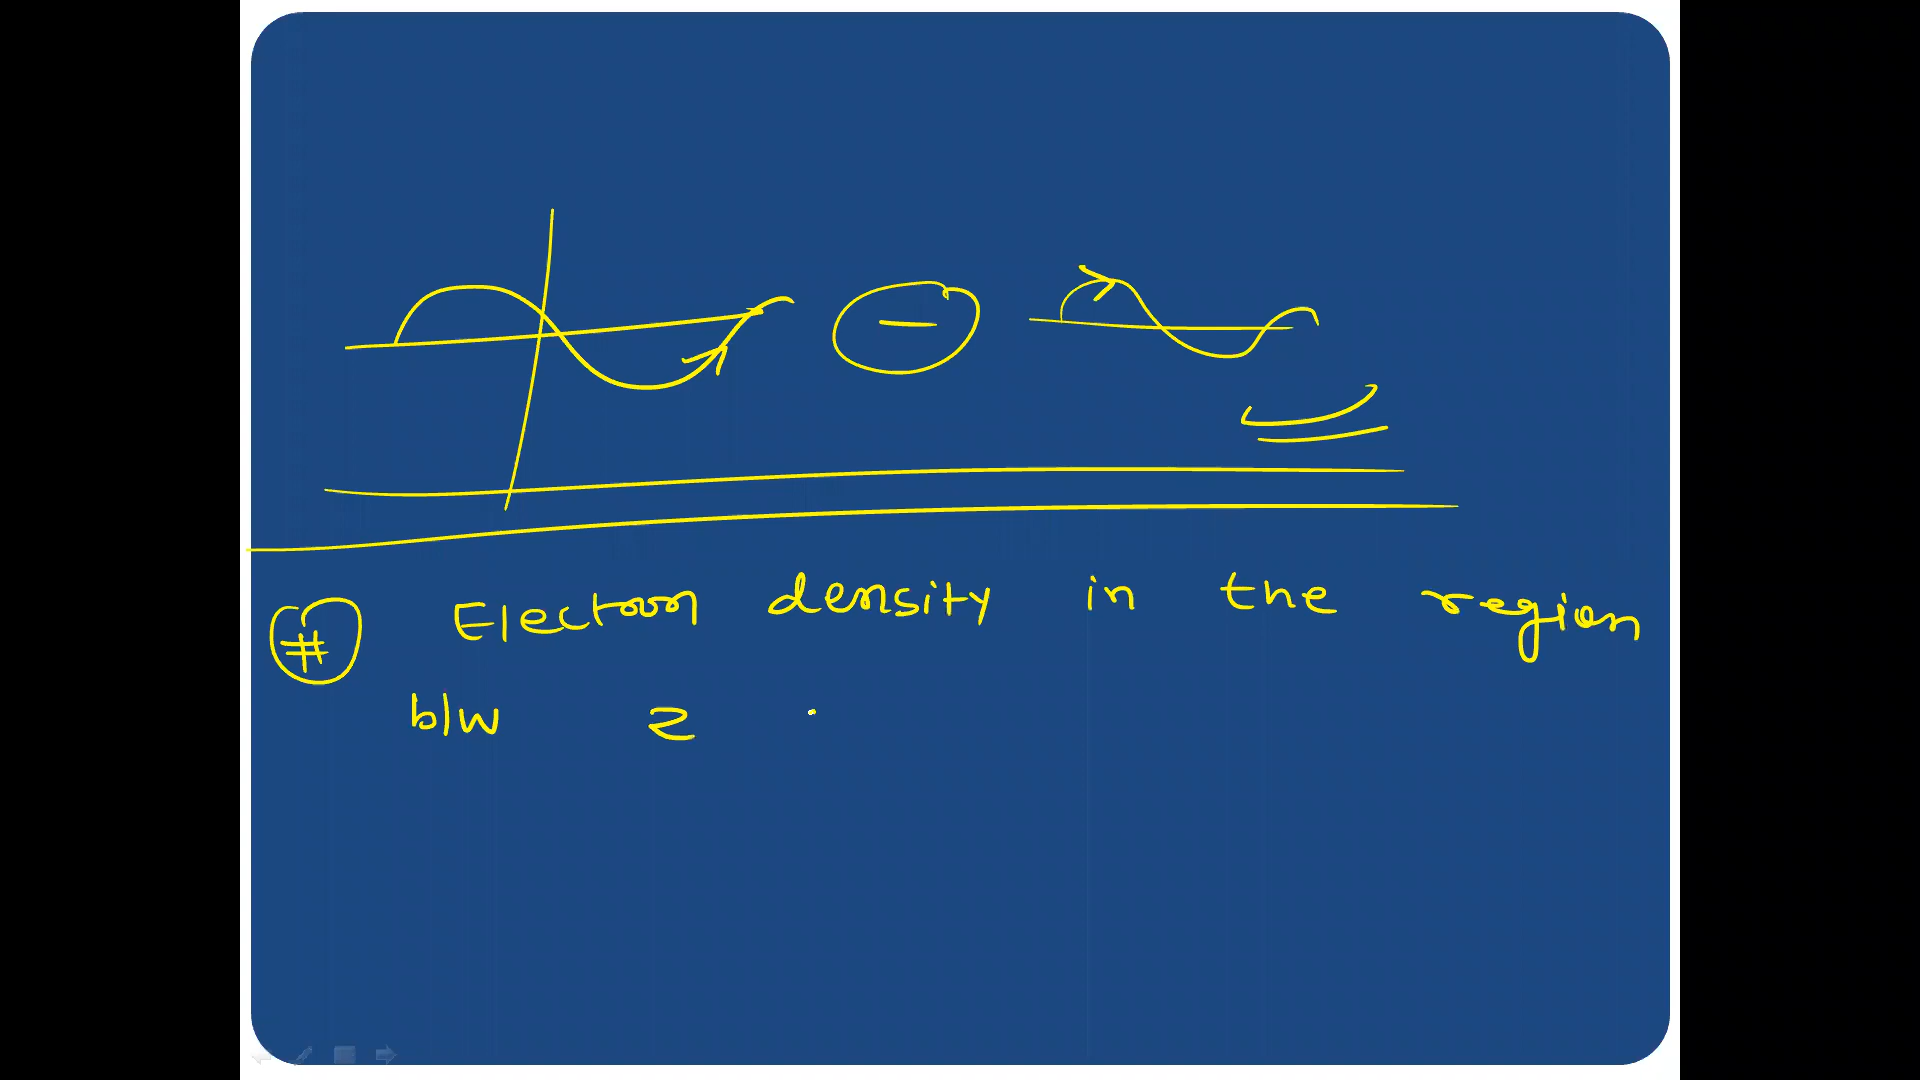 −
# Electron density in the region
b/w 2